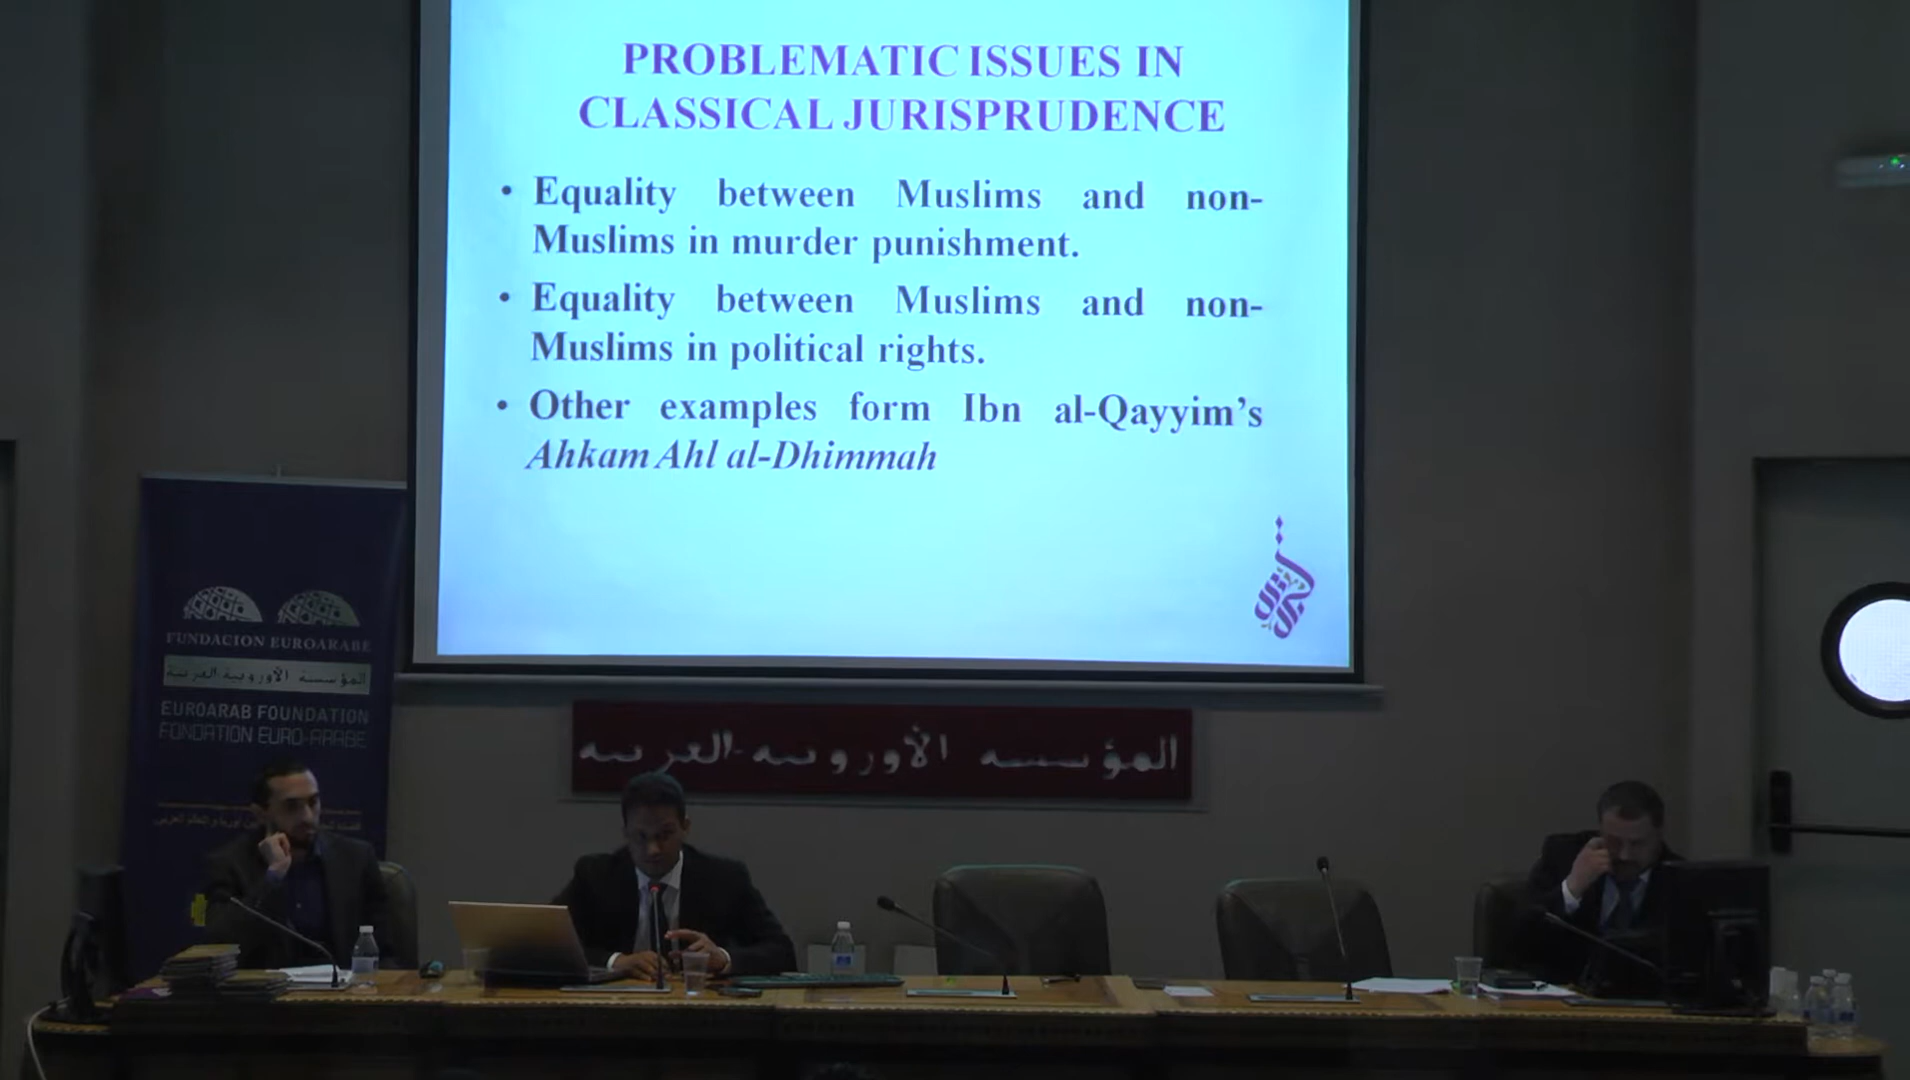 PROBLEMATIC ISSUES IN
CLASSICAL JURISPRUDENCE
• Equality between Muslims and non-
Muslims in murder punishment.
• Equality between Muslims and non-
Muslims in political rights.
• Other examples form Ibn al-Qayyim's
Ahkam Ahl al-Dhimmah
FUNDACION EUROARABE
المؤسسة الأوروبية العربية
EUROARAB FOUNDATION
FONDATION EURO-ARABE
المؤسسة الأوروبية-العربية